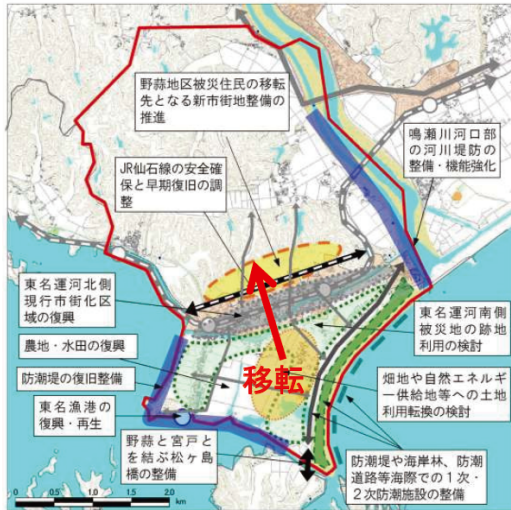 野蒜地区被災住民の移転
先となる新市街地整備の
推進
鳴瀬川河口部
の河川堤防の
整備・機能強化
JR仙石線の安全確
保と早期復旧の調
整
東名運河北側
現行市街化区
域の復興
東名運河南側
被災地の跡地
利用の検討
農地・水田の復興
移転
防潮堤の復旧整備
畑地や自然エネルギ
ー供給地等への土地
利用転換の検討
東名漁港の
復興・再生
野蒜と宮戸と
を結ぶ松ヶ島
橋の整備
防潮堤や海岸林、防潮
道路等海際での1次・
2次防潮施設の整備
0.0 0.5 1.0 1.5 2.0
km